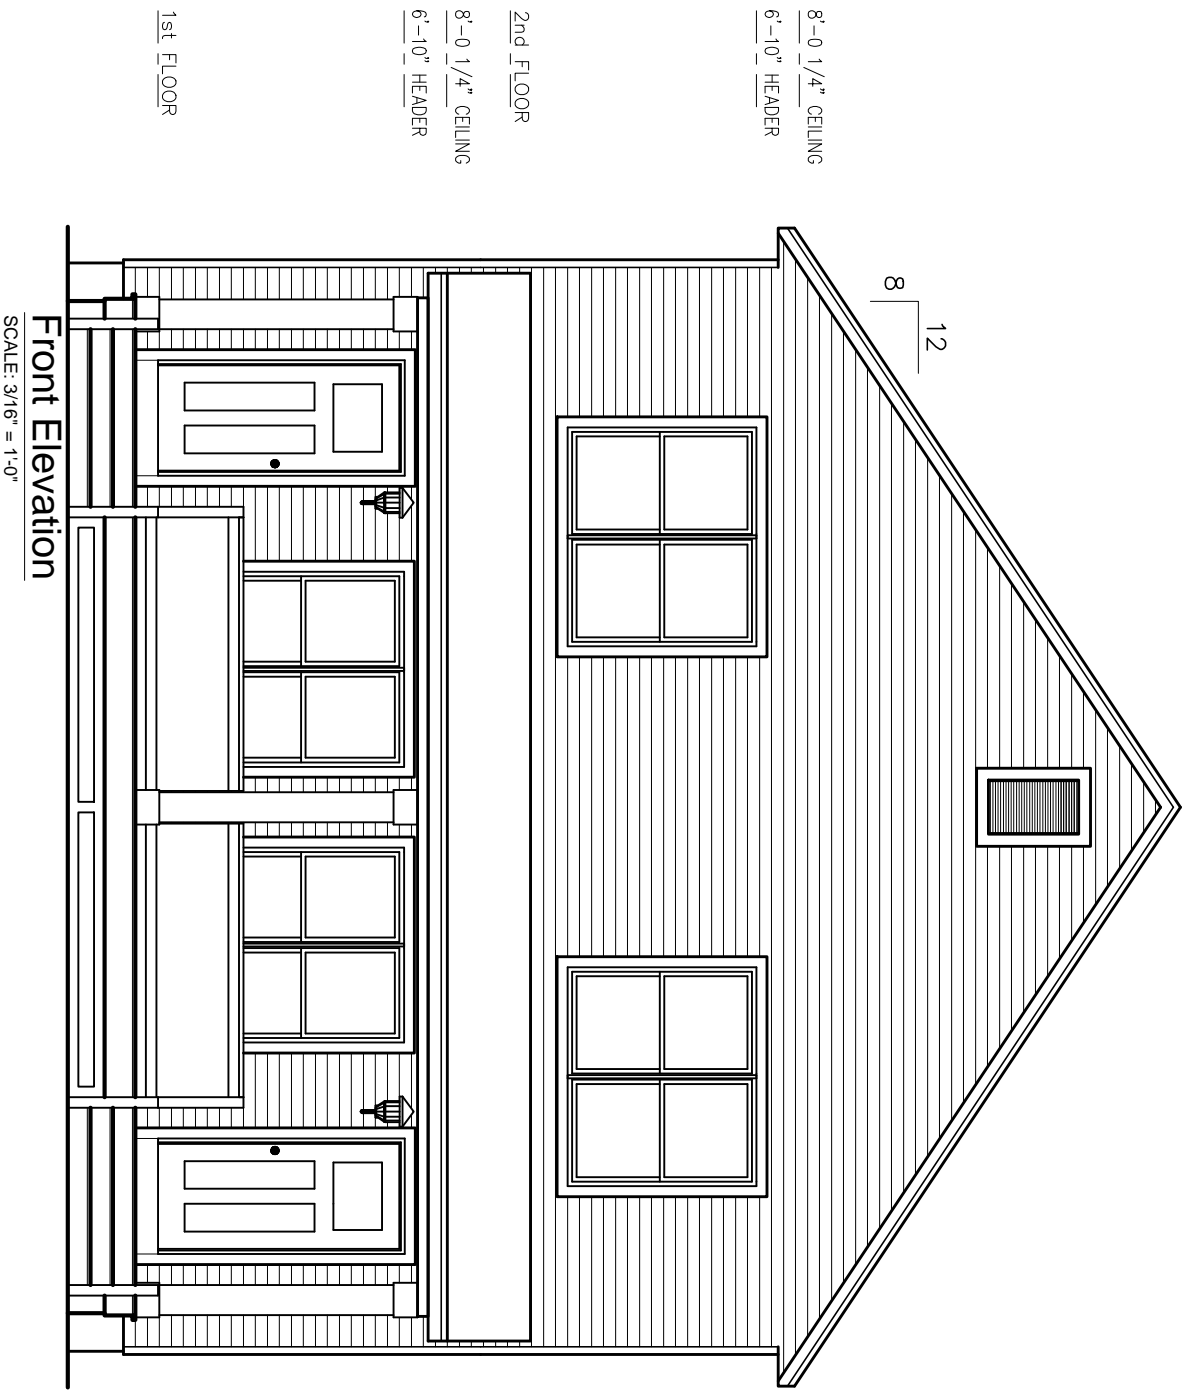 12
8
8'-0 1/4" CEILING
6'-10" HEADER
2nd FLOOR
8'-0 1/4" CEILING
6'-10" HEADER
1st FLOOR
Front Elevation
SCALE: 3/16" = 1'-0"